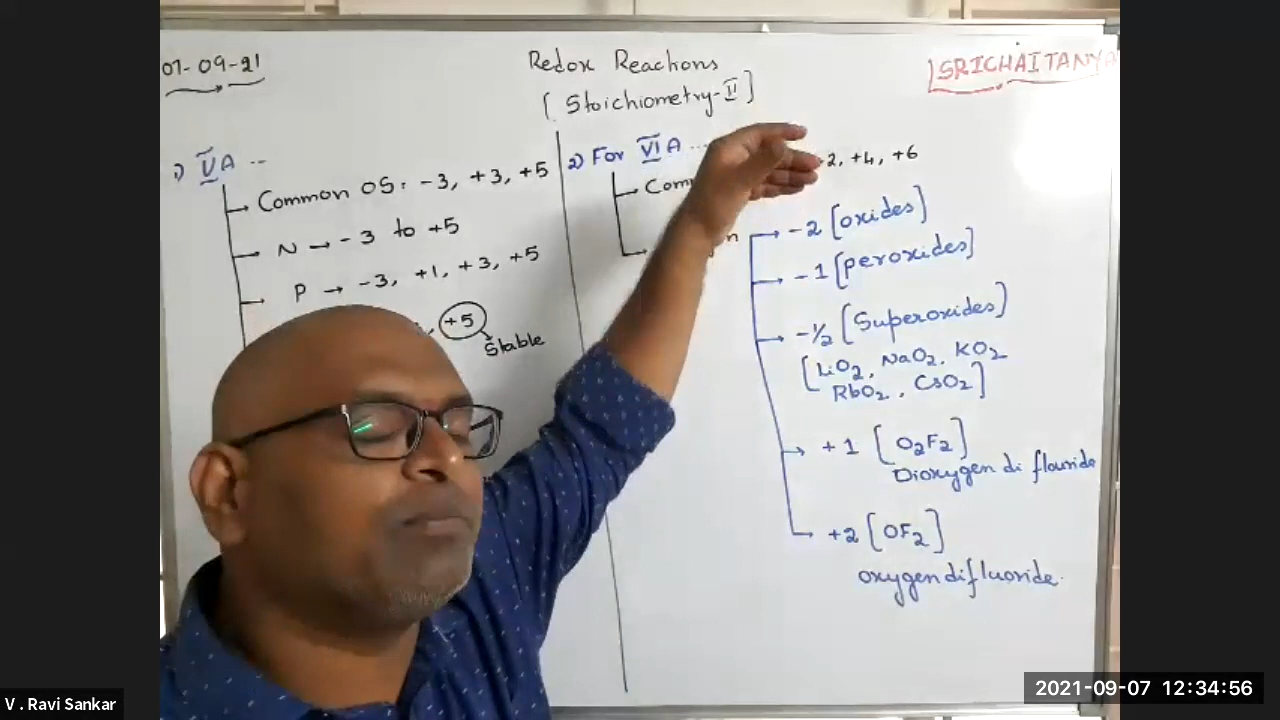 07-09-21
Redox Reactions
[Stoichiometry-II]
SRICHAITANYA
1) VA ..
Common OS: -3, +3, +5
N → -3 to +5
P → -3, +1, +3, +5
+5
Stable
2) For VIA ...
-2, +4, +6
-2 [oxides]
-1 [peroxides]
-1/2 [Superoxides]
[LiO2, NaO2, KO2
RbO2, CsO2]
+1 [O2F2]
Dioxygen di flouride
+2 [OF2]
oxygendifluoride
V . Ravi Sankar
2021-09-07 12:34:56